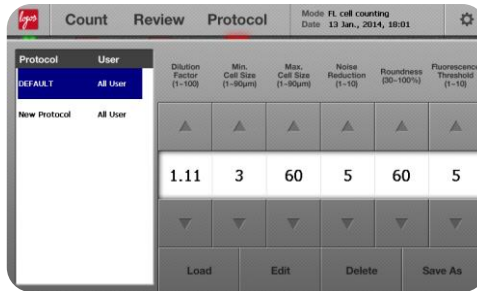 logos
Count Review Protocol
Mode FL cell counting
Date 13 Jan., 2014, 18:01
Protocol User
DEFAULT All User
New Protocol All User
Dilution
Factor
(1~100)
Min.
Cell Size
(1~90μm)
Max.
Cell Size
(1~90μm)
Noise
Reduction
(1~10)
Roundness
(30~100%)
Fluorescence
Threshold
(1~10)
1.11 3 60 5 60 5
Load Edit Delete Save As